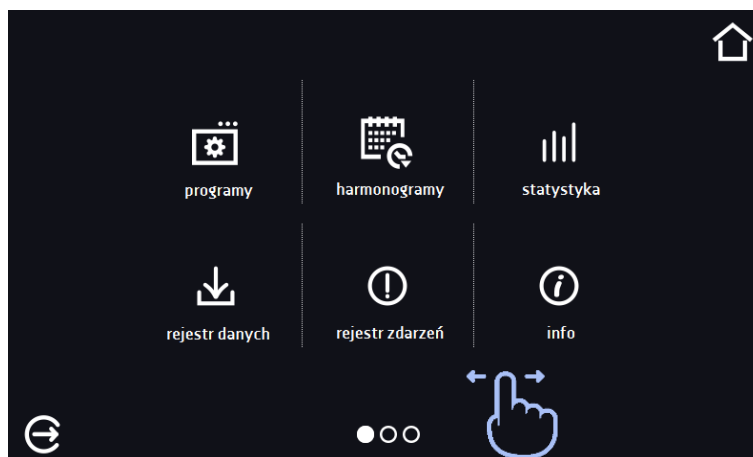 programy
harmonogramy
statystyka
rejestr danych
rejestr zdarzeń
info